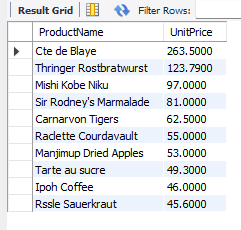 Result Grid Filter Rows:
ProductName UnitPrice
Cte de Blaye 263.5000
Thringer Rostbratwurst 123.7900
Mishi Kobe Niku 97.0000
Sir Rodney's Marmalade 81.0000
Carnarvon Tigers 62.5000
Raclette Courdavault 55.0000
Manjimup Dried Apples 53.0000
Tarte au sucre 49.3000
Ipoh Coffee 46.0000
Rssle Sauerkraut 45.6000